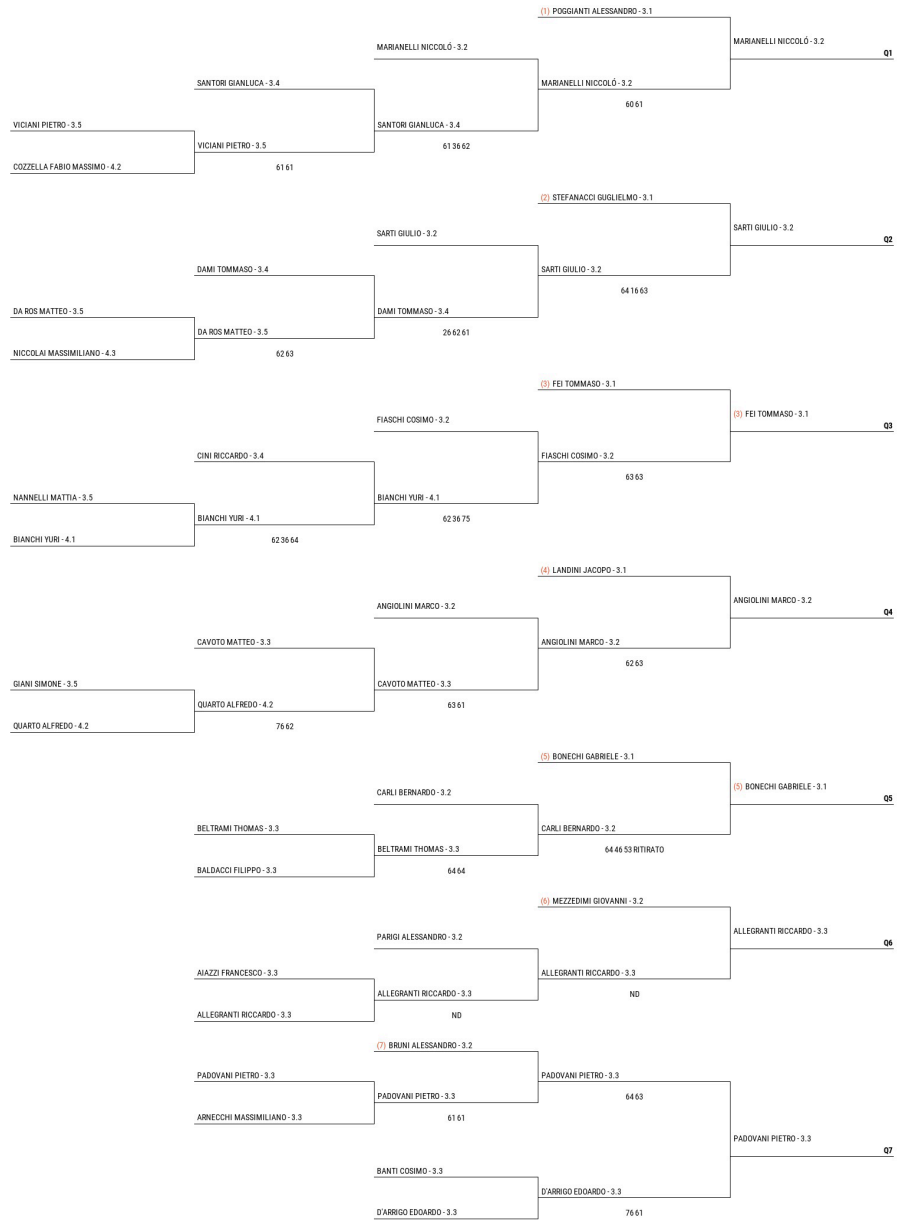 (1) POGGIANTI ALESSANDRO - 3.1
MARIANELLI NICCOLÓ - 3.2
MARIANELLI NICCOLÓ - 3.2
Q1
SANTORI GIANLUCA - 3.4
MARIANELLI NICCOLÓ - 3.2
60 61
VICIANI PIETRO - 3.5
SANTORI GIANLUCA - 3.4
VICIANI PIETRO - 3.5
61 36 62
COZZELLA FABIO MASSIMO - 4.2
61 61
(2) STEFANACCI GUGLIELMO - 3.1
SARTI GIULIO - 3.2
SARTI GIULIO - 3.2
Q2
DAMI TOMMASO - 3.4
SARTI GIULIO - 3.2
64 16 63
DA ROS MATTEO - 3.5
DAMI TOMMASO - 3.4
DA ROS MATTEO - 3.5
26 62 61
NICCOLAI MASSIMILIANO - 4.3
62 63
(3) FEI TOMMASO - 3.1
(3) FEI TOMMASO - 3.1
FIASCHI COSIMO - 3.2
Q3
CINI RICCARDO - 3.4
FIASCHI COSIMO - 3.2
63 63
NANNELLI MATTIA - 3.5
BIANCHI YURI - 4.1
BIANCHI YURI - 4.1
62 36 75
BIANCHI YURI - 4.1
62 36 64
(4) LANDINI JACOPO - 3.1
ANGIOLINI MARCO - 3.2
ANGIOLINI MARCO - 3.2
Q4
CAVOTO MATTEO - 3.3
ANGIOLINI MARCO - 3.2
62 63
GIANI SIMONE - 3.5
CAVOTO MATTEO - 3.3
QUARTO ALFREDO - 4.2
63 61
QUARTO ALFREDO - 4.2
76 62
(5) BONECHI GABRIELE - 3.1
(5) BONECHI GABRIELE - 3.1
CARLI BERNARDO - 3.2
Q5
BELTRAMI THOMAS - 3.3
CARLI BERNARDO - 3.2
BELTRAMI THOMAS - 3.3
64 46 53 RITIRATO
BALDACCI FILIPPO - 3.3
64 64
(6) MEZZEDIMI GIOVANNI - 3.2
ALLEGRANTI RICCARDO - 3.3
PARIGI ALESSANDRO - 3.2
Q6
AIAZZI FRANCESCO - 3.3
ALLEGRANTI RICCARDO - 3.3
ALLEGRANTI RICCARDO - 3.3
ND
ALLEGRANTI RICCARDO - 3.3
ND
(7) BRUNI ALESSANDRO - 3.2
PADOVANI PIETRO - 3.3
PADOVANI PIETRO - 3.3
PADOVANI PIETRO - 3.3
64 63
ARNECCHI MASSIMILIANO - 3.3
61 61
PADOVANI PIETRO - 3.3
Q7
BANTI COSIMO - 3.3
D'ARRIGO EDOARDO - 3.3
D'ARRIGO EDOARDO - 3.3
76 61